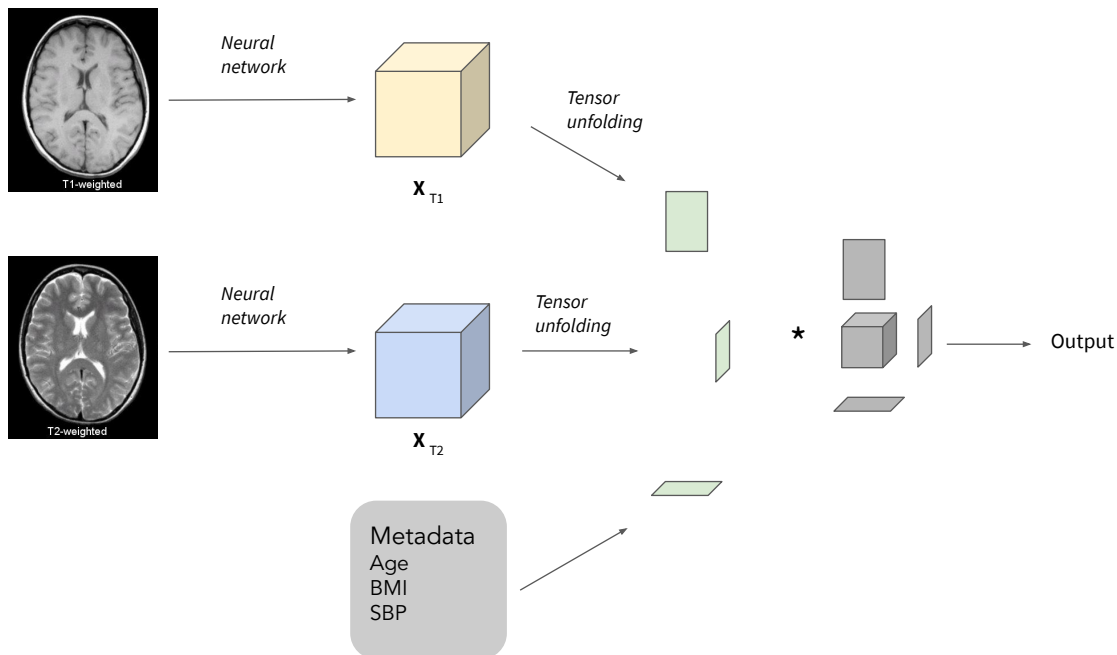 Neural
network
T1-weighted
X T1
Tensor
unfolding
Neural
network
T2-weighted
X T2
Tensor
unfolding
*
Output
Metadata
Age
BMI
SBP